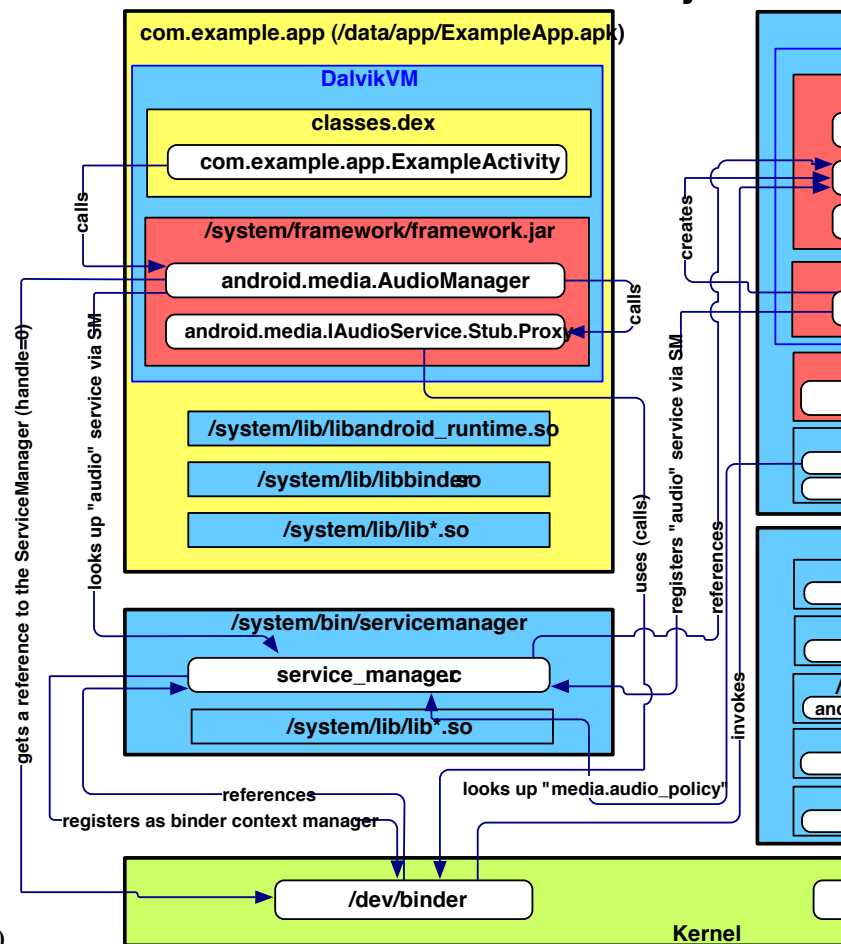 com.example.app (/data/app/ExampleApp.apk)
DalvikVM
classes.dex
com.example.app.ExampleActivity
calls
/system/framework/framework.jar
android.media.AudioManager
calls
android.media.IAudioService.Stub.Proxy
creates
gets a reference to the ServiceManager (handle=0)
looks up "audio" service via SM
/system/lib/libandroid_runtime.so
/system/lib/libbinder.so
/system/lib/lib*.so
uses (calls)
registers "audio" service via SM
references
/system/bin/servicemanager
service_manager.c
/system/lib/lib*.so
invokes
looks up "media.audio_policy"
references
registers as binder context manager
/dev/binder
Kernel